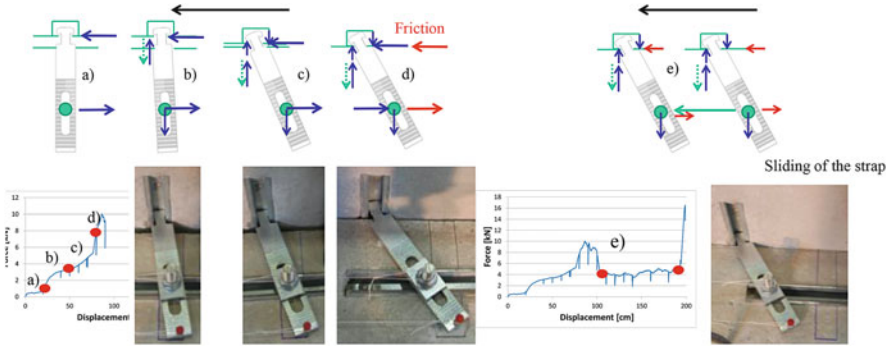 a)
b)
c)
d)
Friction
e)
Sliding of the strap
12
10
8
6
4
2
0
a)
b)
c)
d)
0
50
100
Displacement
Force [kN]
18
16
14
12
10
8
6
4
2
0
e)
0
50
100
150
200
Displacement [cm]